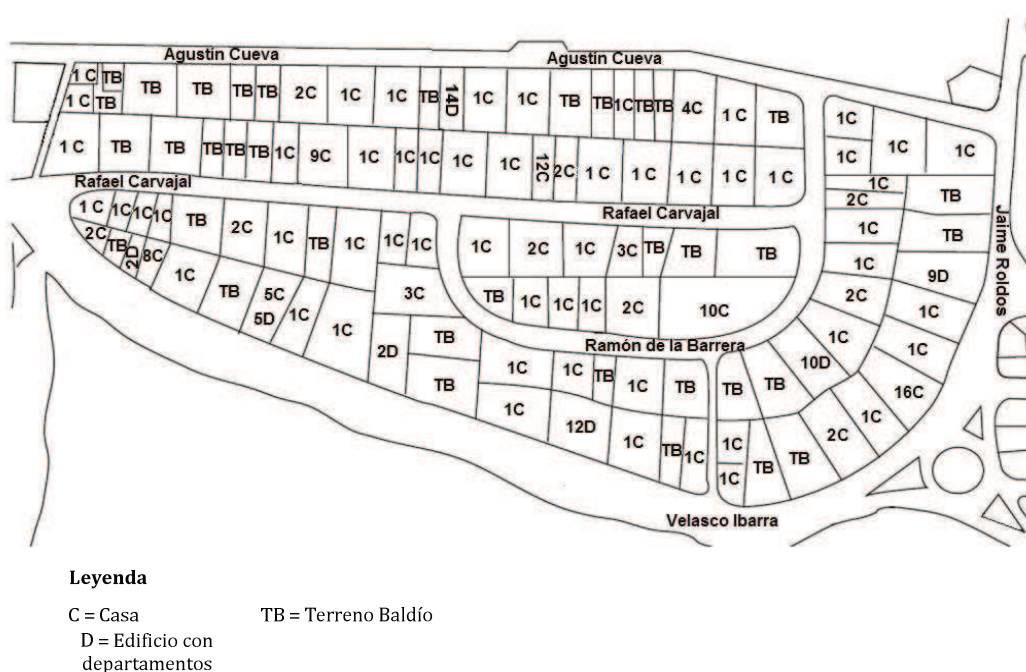 Agustín Cueva Agustín Cueva
1 C TB TB TB TB TB 2C 1C 1C TB 14D 1C 1C TB TB 1C TB TB 4C 1 C TB
1 C TB
1 C TB TB TB TB TB 1C 9C 1C 1C 1C 1C 1C 12C 2C 1C 1C 1 C 1 C 1 C
Rafael Carvajal
Rafael Carvajal
1C 1C 1C
1C
1C TB
2C
1C TB
1C 9D
2C 1C
1C 1C
10D 16C
TB TB 1C
2C
1C TB TB
1C
Jaime Roldos
1 C 1C 1C 1C TB 2C 1C TB 1C 1C 1C
2C TB 2D 8C 1C TB 5C 1C 1C 3C
5D
2D TB
TB
1C 2C 1C 3C TB TB TB
TB 1C 1C 1C 2C 10C
Ramón de la Barrera
1C 1C TB 1C TB
1C 12D 1C TB 1C
Velasco Ibarra
Leyenda
C = Casa TB = Terreno Baldío
D = Edificio con
departamentos